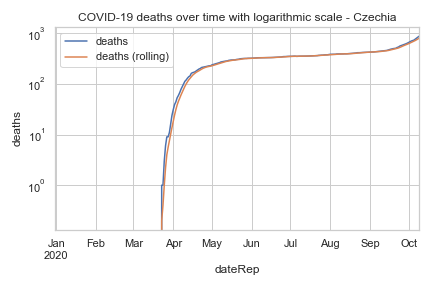 COVID-19 deaths over time with logarithmic scale - Czechia
deaths
deaths (rolling)
10³
10²
10¹
10⁰
deaths
Jan Feb Mar Apr May Jun Jul Aug Sep Oct
2020
dateRep